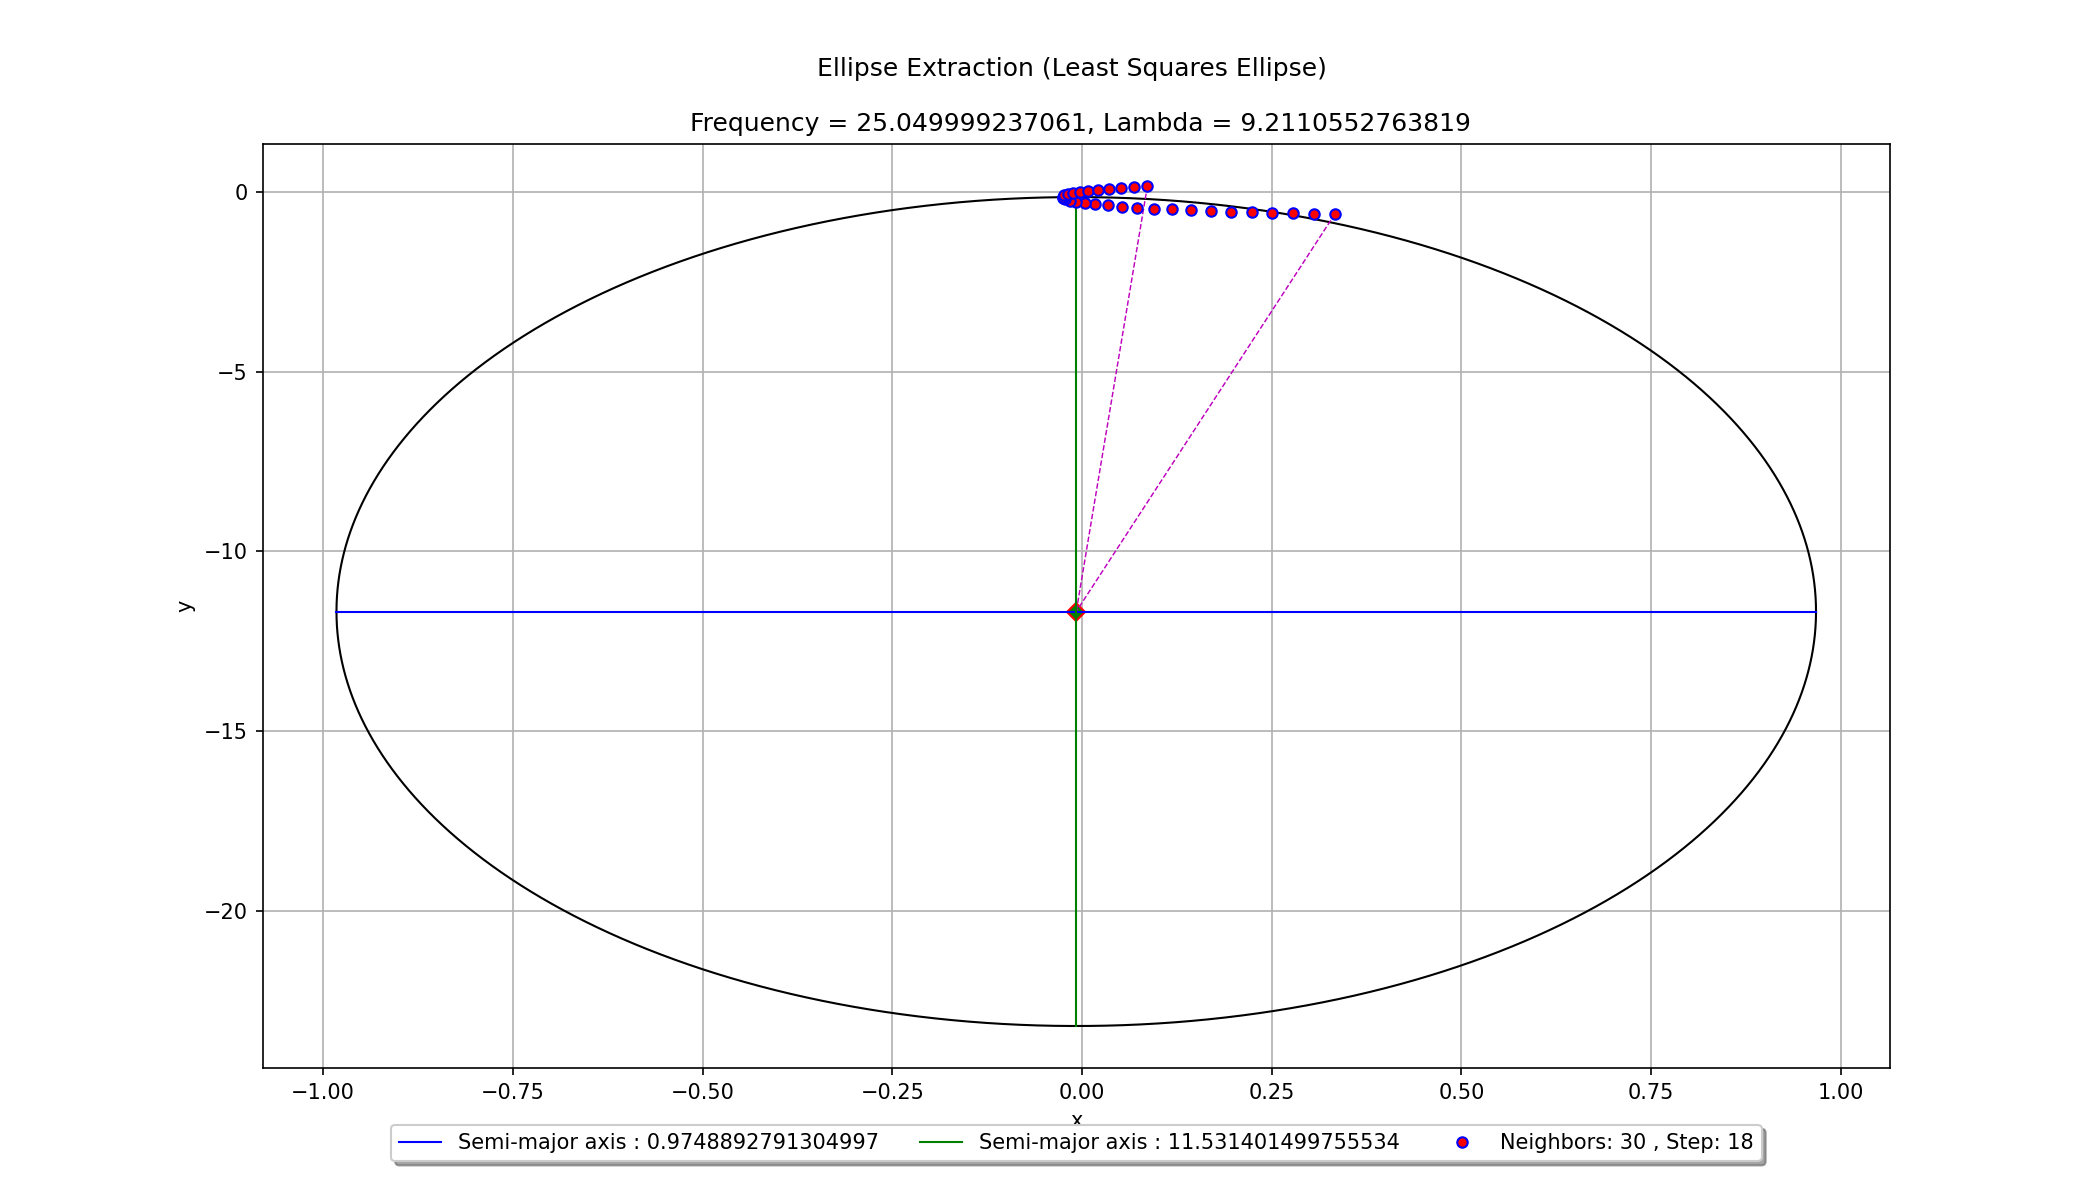 Ellipse Extraction (Least Squares Ellipse)
Frequency = 25.049999237061, Lambda = 9.2110552763819
0
−5
−10
−15
−20
y
−1.00 −0.75 −0.50 −0.25 0.00 0.25 0.50 0.75 1.00
x
Semi-major axis : 0.9748892791304997 Semi-major axis : 11.531401499755534 Neighbors: 30 , Step: 18